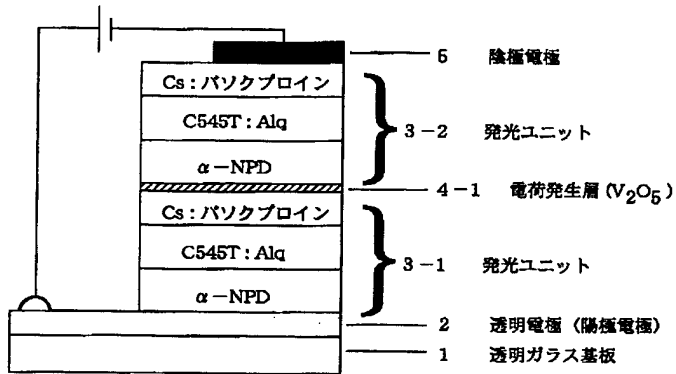 5 陰極電極
Cs：バソクプロイン
C545T：Alq
3－2 発光ユニット
α－NPD
4－1 電荷発生層 (V2O5)
Cs：バソクプロイン
C545T：Alq
3－1 発光ユニット
α－NPD
2 透明電極（陽極電極）
1 透明ガラス基板